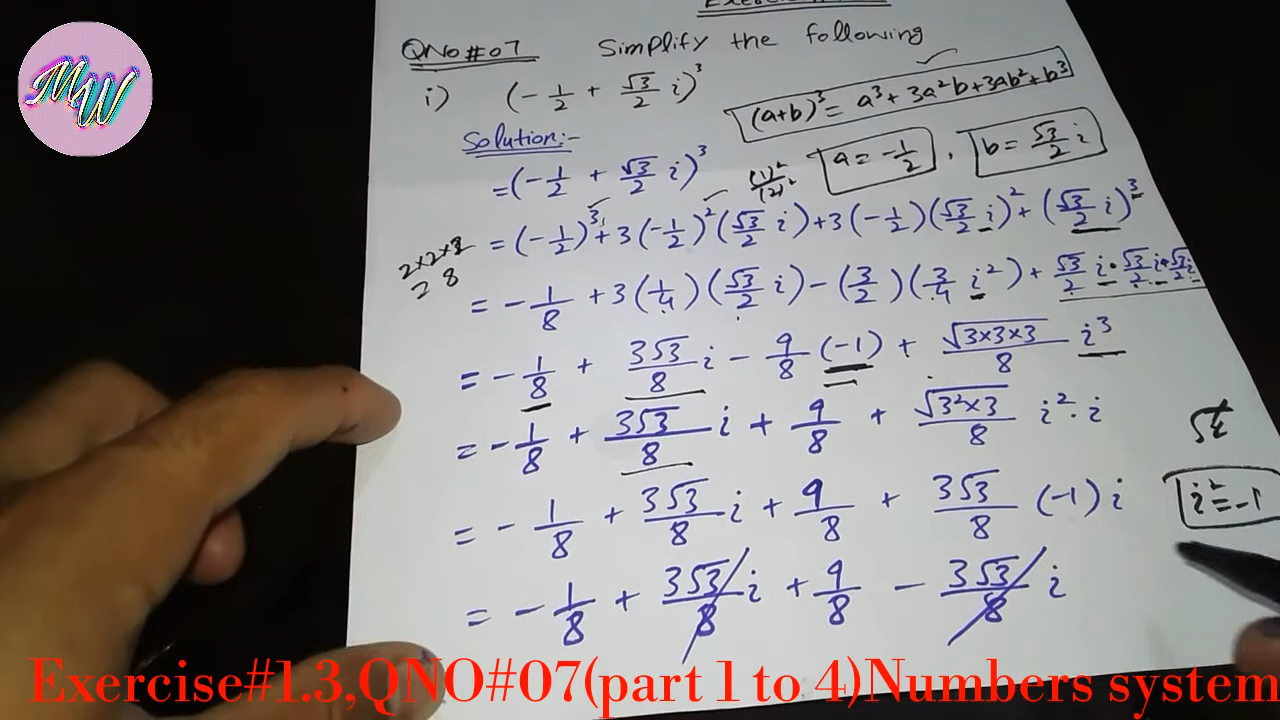 MW
QNO#07 Simplify the following
i) (-1/2 + √3/2 i)³
(a+b)³ = a³ + 3a²b + 3ab² + b³
Solution:-
= (-1/2 + √3/2 i)³
(1)²/(2)²
a = -1/2 , b = √3/2 i
= (-1/2)³ + 3(-1/2)²(√3/2 i) + 3(-1/2)(√3/2 i)² + (√3/2 i)³
2×2×2
2 8
= -1/8 + 3(1/4)(√3/2 i) - (3/2)(3/4 i²) + √3/2 i · √3/2 i · √3/2 i
= -1/8 + 3√3/8 i - 9/8 (-1) + √3×3×3/8 i³
= -1/8 + 3√3/8 i + 9/8 + √3²×3/8 i² · i
= -1/8 + 3√3/8 i + 9/8 + 3√3/8 (-1) i
i² = -1
= -1/8 + 3√3/8 i + 9/8 - 3√3/8 i
Exercise#1.3,QNO#07(part 1 to 4)Numbers system